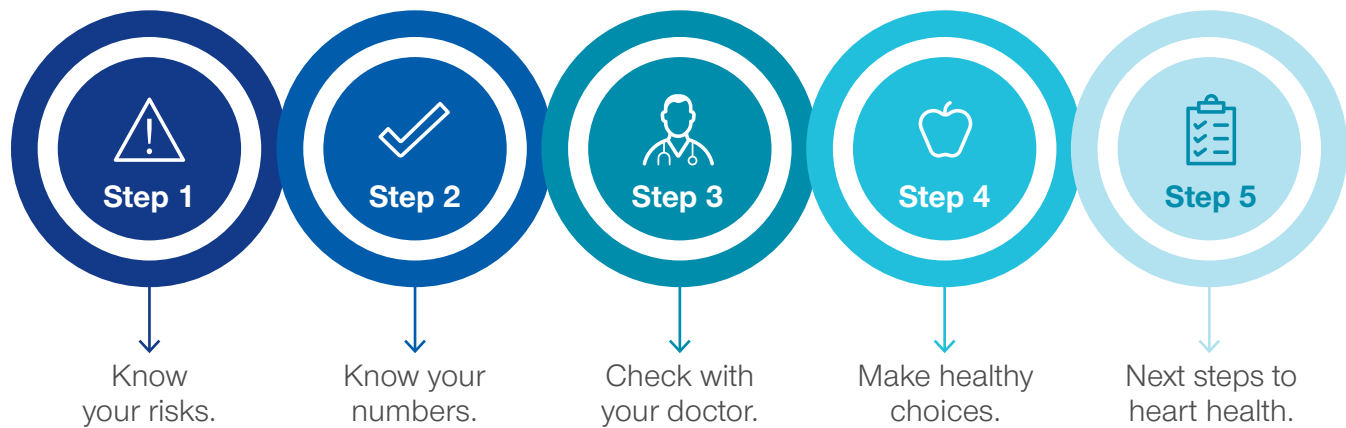 Step 1
Step 2
Step 3
Step 4
Step 5
Know
your risks.
Know your
numbers.
Check with
your doctor.
Make healthy
choices.
Next steps to
heart health.